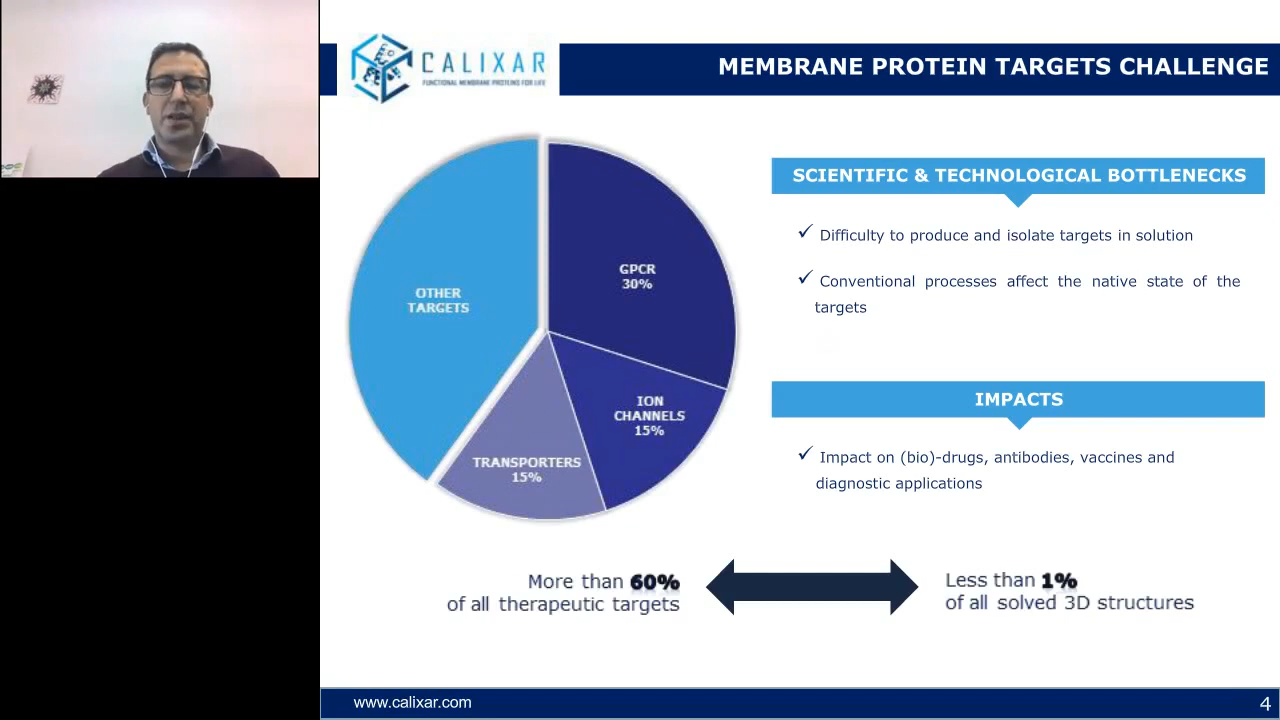 CALIXAR
FUNCTIONAL MEMBRANE PROTEINS FOR LIFE
MEMBRANE PROTEIN TARGETS CHALLENGE
OTHER
TARGETS
GPCR
30%
ION
CHANNELS
15%
TRANSPORTERS
15%
SCIENTIFIC & TECHNOLOGICAL BOTTLENECKS
✓ Difficulty to produce and isolate targets in solution
✓ Conventional processes affect the native state of the
targets
IMPACTS
✓ Impact on (bio)-drugs, antibodies, vaccines and
diagnostic applications
More than 60%
of all therapeutic targets
Less than 1%
of all solved 3D structures
www.calixar.com
4